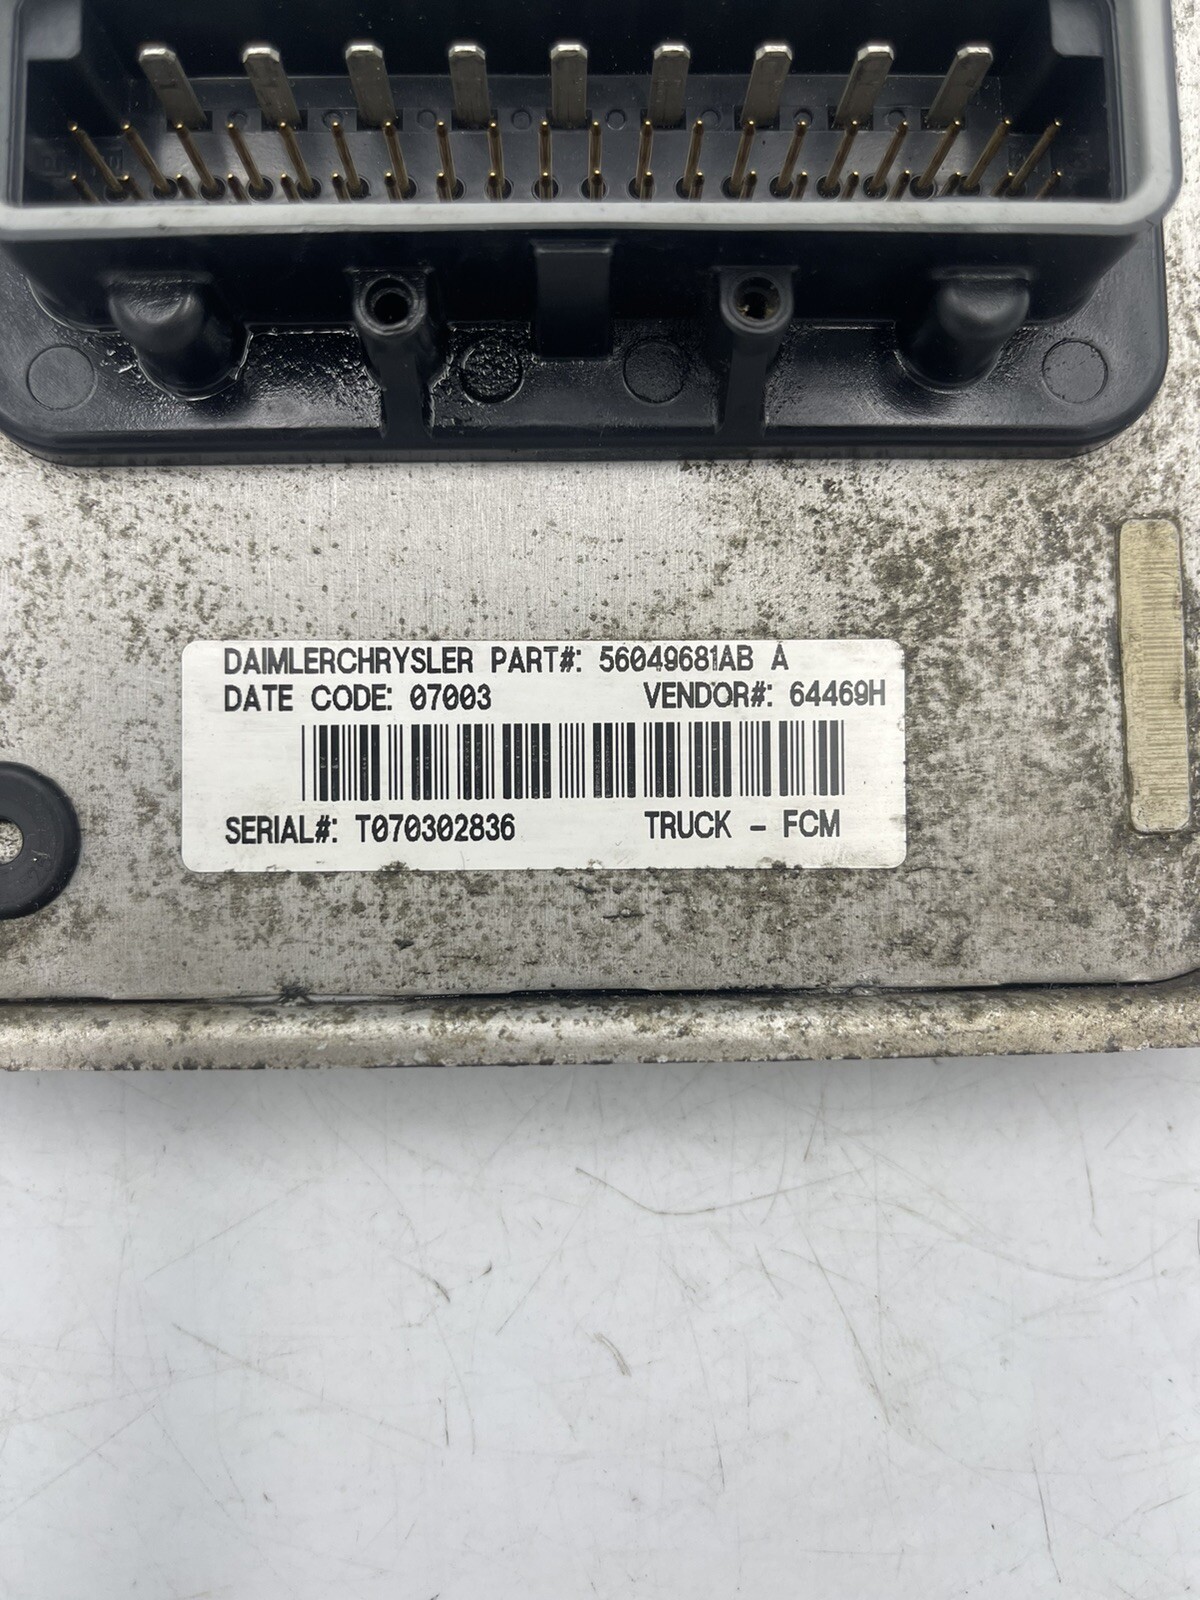 DAIMLERCHRYSLER PART#: 56049681AB A
DATE CODE: 07003 VENDOR#: 64469H
SERIAL#: T070302836 TRUCK - FCM